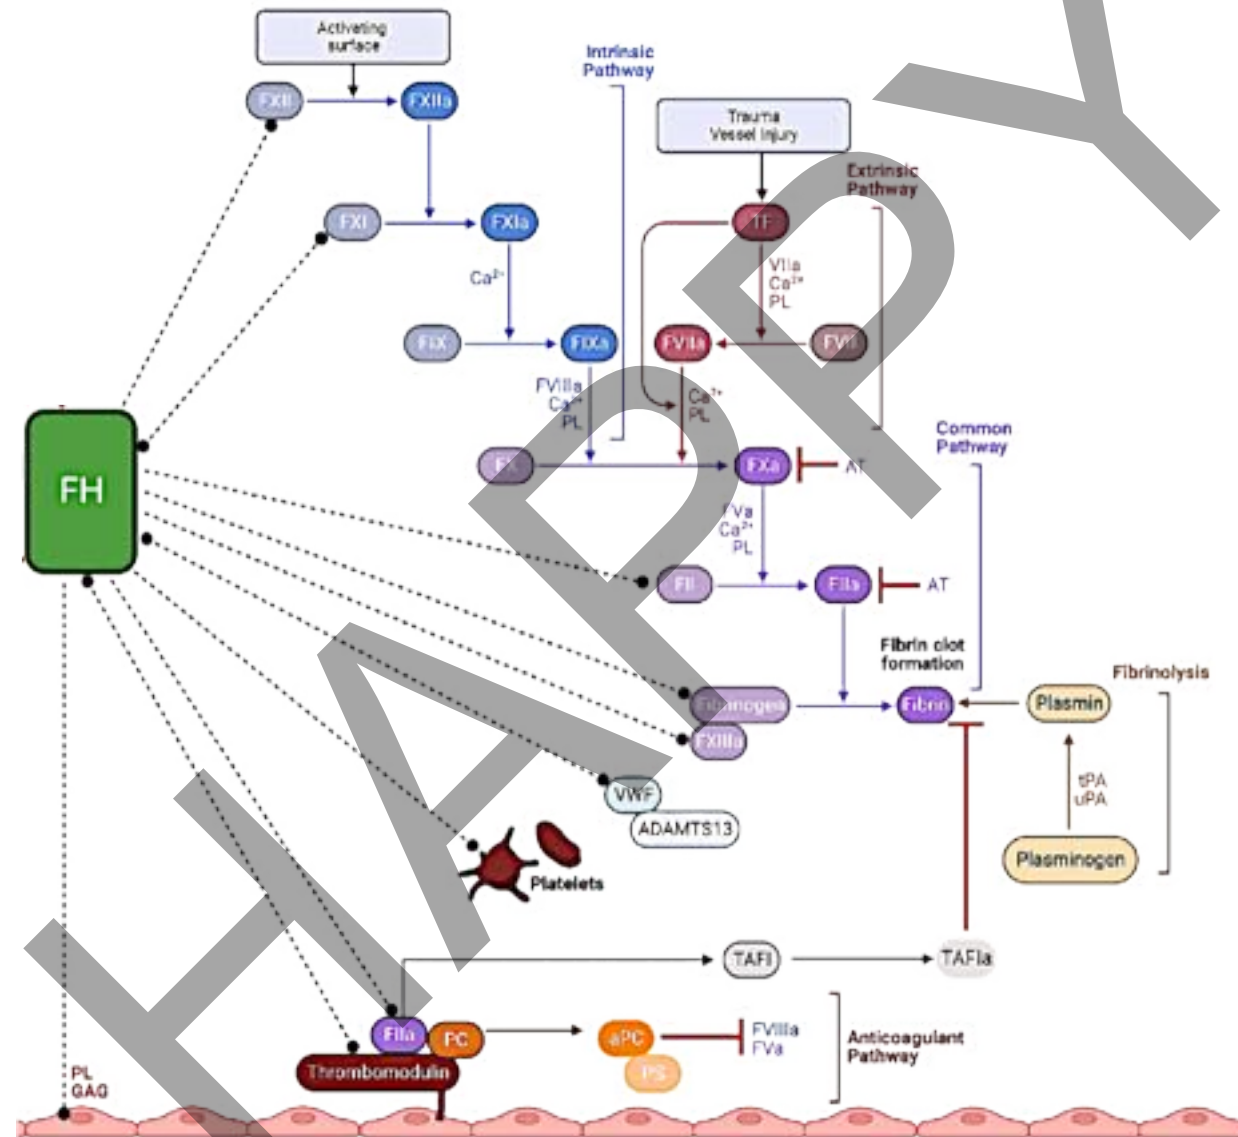 Activating
surface
FXII
FXIIa
Intrinsic
Pathway
Trauma
Vessel Injury
Extrinsic
Pathway
FXI
FXIa
TF
Ca²⁺
VIIa
Ca²⁺
PL
FIX
FIXa
FVIIa
FVII
FVIIIa
Ca²⁺
PL
Ca²⁺
PL
Common
Pathway
FX
FXa
AT
FH
FVa
Ca²⁺
PL
FII
FIIa
AT
Fibrin clot
formation
Fibrinolysis
Fibrinogen
Fibrin
Plasmin
FXIIIa
tPA
uPA
VWF
ADAMTS13
Plasminogen
Platelets
TAFI
TAFIa
FIIa
PC
aPC
FVIIIa
FVa
Anticoagulant
Pathway
Thrombomodulin
PS
PL
GAG
HAPPY